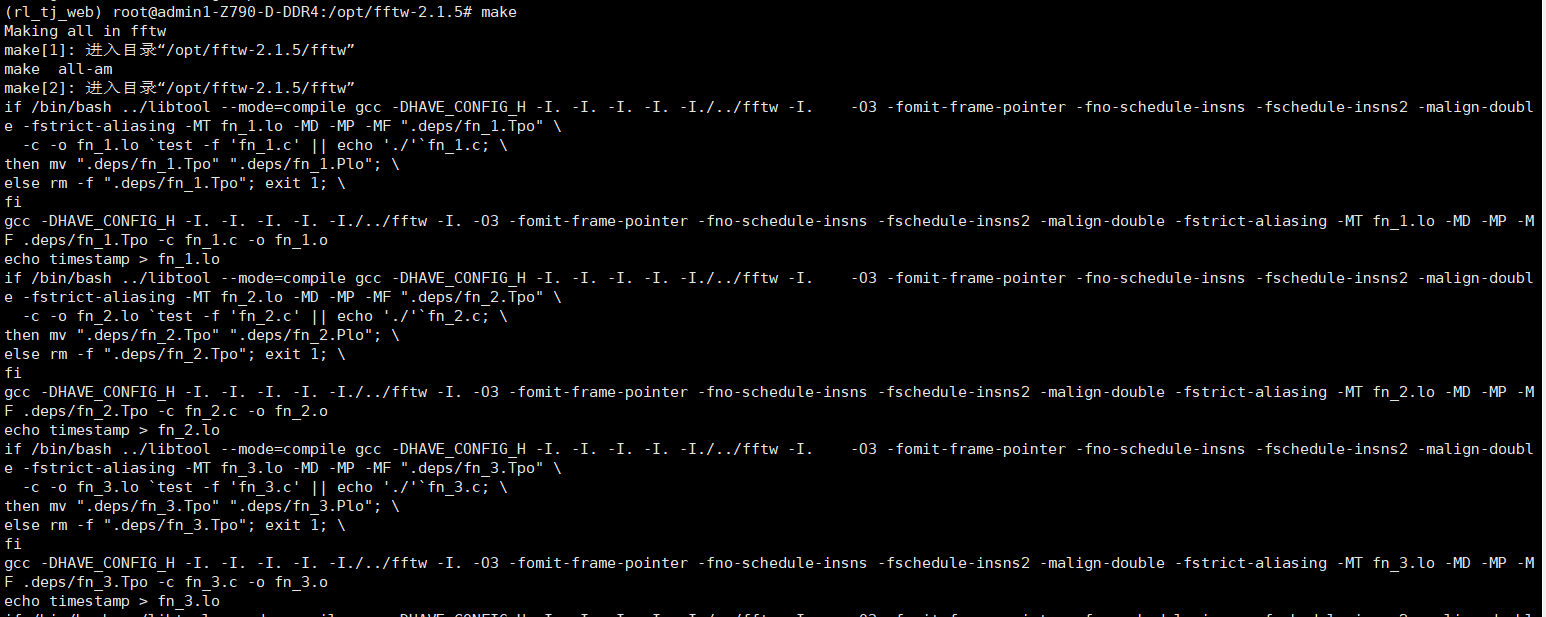 (rl_tj_web) root@admin1-Z790-D-DDR4:/opt/fftw-2.1.5# make
Making all in fftw
make[1]: 进入目录“/opt/fftw-2.1.5/fftw”
make  all-am
make[2]: 进入目录“/opt/fftw-2.1.5/fftw”
if /bin/bash ../libtool --mode=compile gcc -DHAVE_CONFIG_H -I. -I. -I. -I. -I./../fftw -I.    -O3 -fomit-frame-pointer -fno-schedule-insns -fschedule-insns2 -malign-doubl
e -fstrict-aliasing -MT fn_1.lo -MD -MP -MF ".deps/fn_1.Tpo" \
  -c -o fn_1.lo `test -f 'fn_1.c' || echo './'`fn_1.c; \
then mv ".deps/fn_1.Tpo" ".deps/fn_1.Plo"; \
else rm -f ".deps/fn_1.Tpo"; exit 1; \
fi
gcc -DHAVE_CONFIG_H -I. -I. -I. -I. -I./../fftw -I. -O3 -fomit-frame-pointer -fno-schedule-insns -fschedule-insns2 -malign-double -fstrict-aliasing -MT fn_1.lo -MD -MP -M
F .deps/fn_1.Tpo -c fn_1.c -o fn_1.o
echo timestamp > fn_1.lo
if /bin/bash ../libtool --mode=compile gcc -DHAVE_CONFIG_H -I. -I. -I. -I. -I./../fftw -I.    -O3 -fomit-frame-pointer -fno-schedule-insns -fschedule-insns2 -malign-doubl
e -fstrict-aliasing -MT fn_2.lo -MD -MP -MF ".deps/fn_2.Tpo" \
  -c -o fn_2.lo `test -f 'fn_2.c' || echo './'`fn_2.c; \
then mv ".deps/fn_2.Tpo" ".deps/fn_2.Plo"; \
else rm -f ".deps/fn_2.Tpo"; exit 1; \
fi
gcc -DHAVE_CONFIG_H -I. -I. -I. -I. -I./../fftw -I. -O3 -fomit-frame-pointer -fno-schedule-insns -fschedule-insns2 -malign-double -fstrict-aliasing -MT fn_2.lo -MD -MP -M
F .deps/fn_2.Tpo -c fn_2.c -o fn_2.o
echo timestamp > fn_2.lo
if /bin/bash ../libtool --mode=compile gcc -DHAVE_CONFIG_H -I. -I. -I. -I. -I./../fftw -I.    -O3 -fomit-frame-pointer -fno-schedule-insns -fschedule-insns2 -malign-doubl
e -fstrict-aliasing -MT fn_3.lo -MD -MP -MF ".deps/fn_3.Tpo" \
  -c -o fn_3.lo `test -f 'fn_3.c' || echo './'`fn_3.c; \
then mv ".deps/fn_3.Tpo" ".deps/fn_3.Plo"; \
else rm -f ".deps/fn_3.Tpo"; exit 1; \
fi
gcc -DHAVE_CONFIG_H -I. -I. -I. -I. -I./../fftw -I. -O3 -fomit-frame-pointer -fno-schedule-insns -fschedule-insns2 -malign-double -fstrict-aliasing -MT fn_3.lo -MD -MP -M
F .deps/fn_3.Tpo -c fn_3.c -o fn_3.o
echo timestamp > fn_3.lo